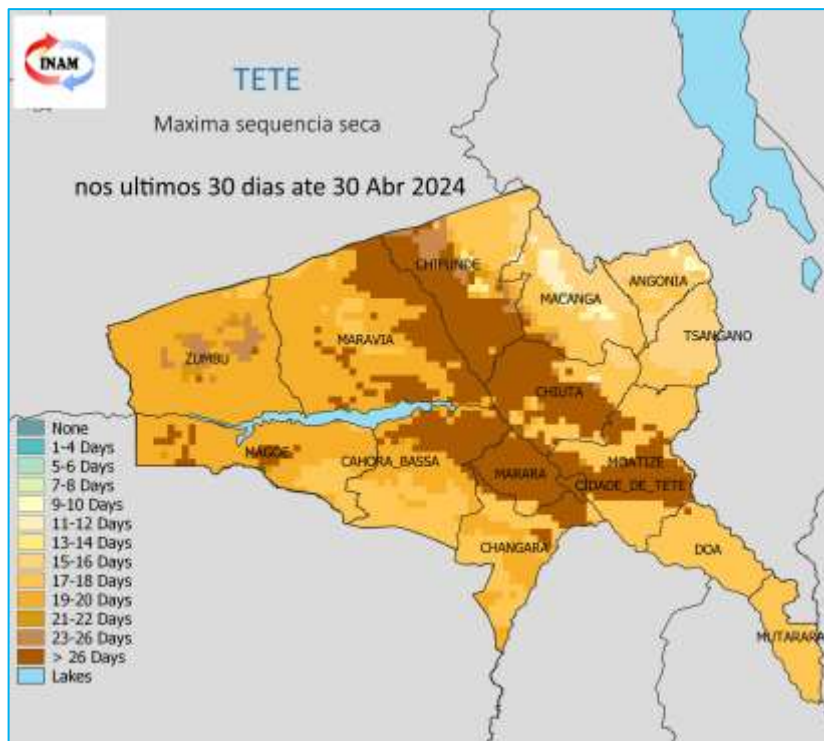 INAM
TETE
Maxima sequencia seca
nos ultimos 30 dias ate 30 Abr 2024
CHIFUNDE
MACANGA
ANGONIA
TSANGANO
MARAVIA
ZUMBU
CHIUTA
MAGOE
CAHORA_BASSA
MARARA
MOATIZE
CIDADE_DE_TETE
CHANGARA
DOA
MUTARARA
None
1-4 Days
5-6 Days
7-8 Days
9-10 Days
11-12 Days
13-14 Days
15-16 Days
17-18 Days
19-20 Days
21-22 Days
23-26 Days
> 26 Days
Lakes